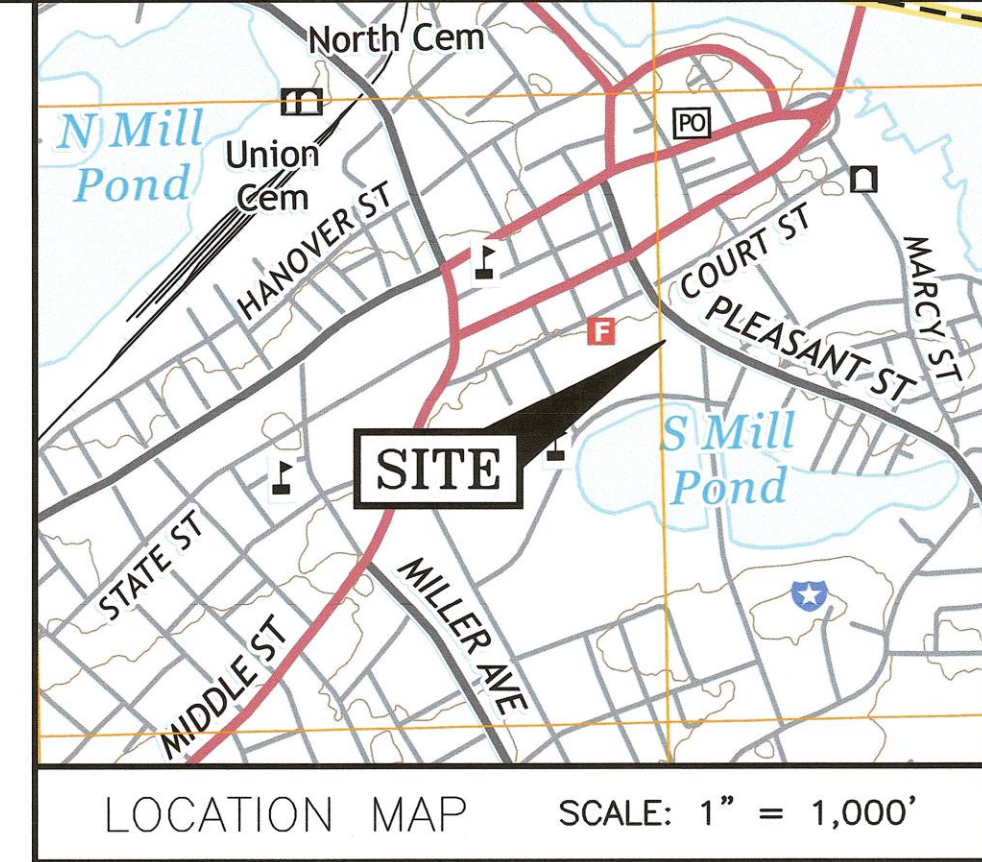 North Cem
N Mill
Pond
Union
Cem
PO
HANOVER ST
COURT ST
MARCY ST
PLEASANT ST
F
SITE
S Mill
Pond
STATE ST
MILLER AVE
MIDDLE ST
LOCATION MAP SCALE: 1" = 1,000'